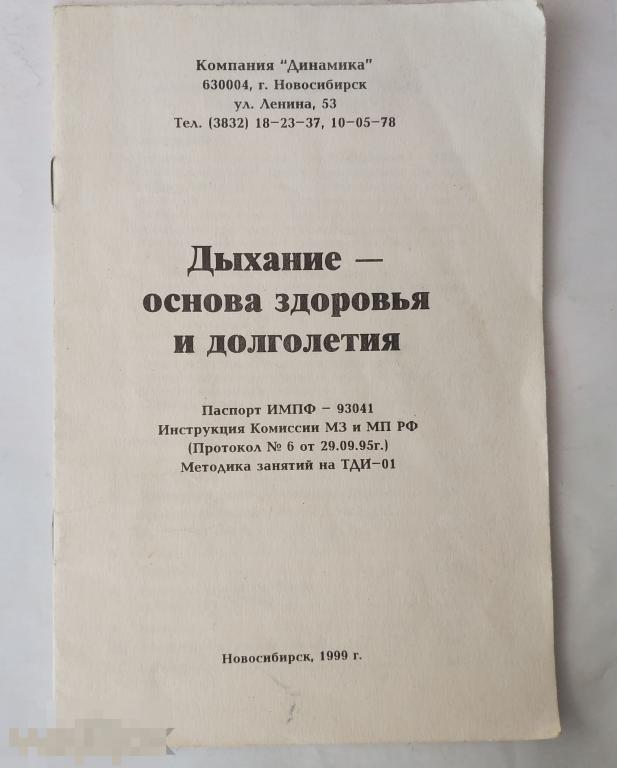 Компания "Динамика"
630004, г. Новосибирск
ул. Ленина, 53
Тел. (3832) 18-23-37, 10-05-78
Дыхание —
основа здоровья
и долголетия
Паспорт ИМПФ - 93041
Инструкция Комиссии МЗ и МП РФ
(Протокол № 6 от 29.09.95г.)
Методика занятий на ТДИ-01
Новосибирск, 1999 г.